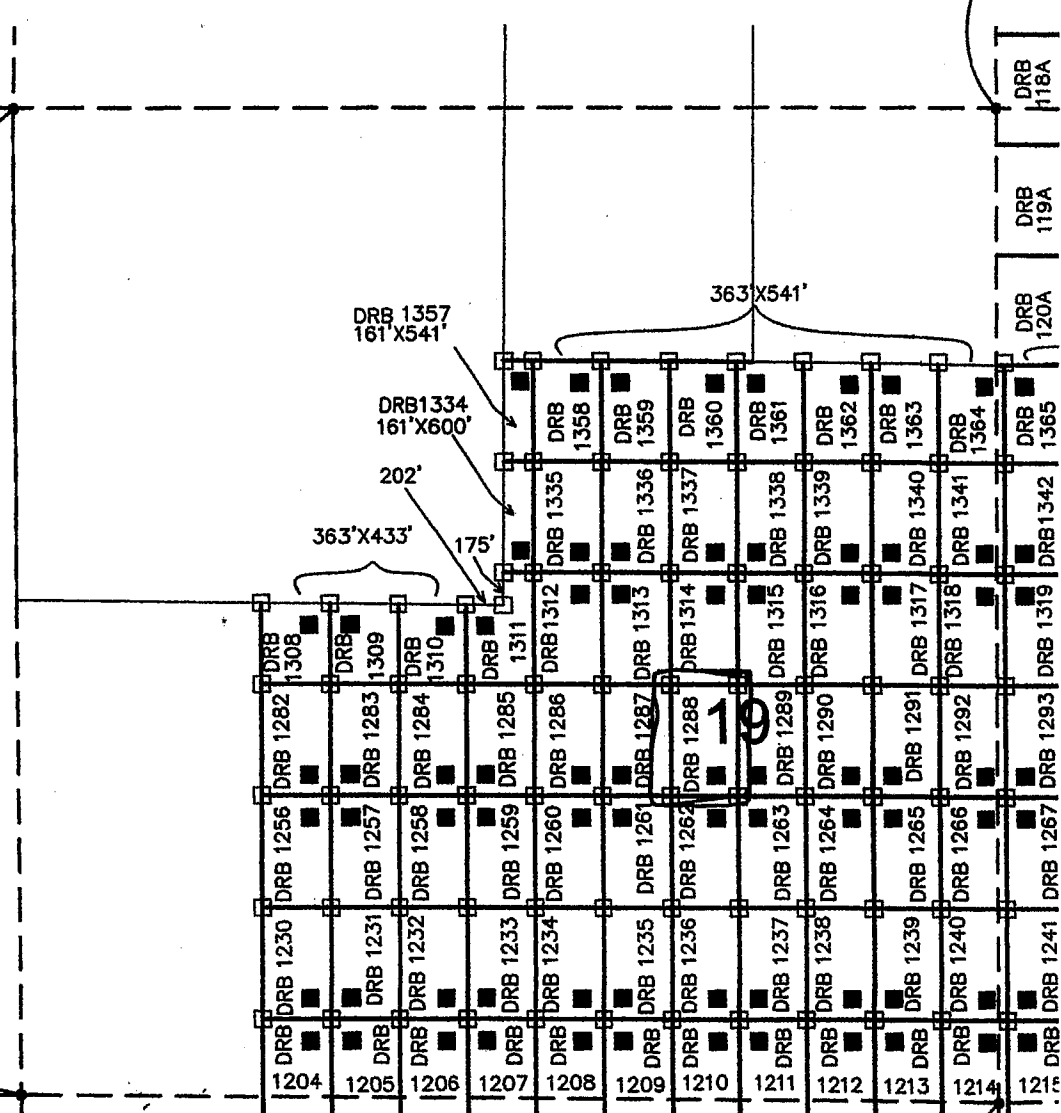 DRB
118A
DRB
119A
DRB
120A
363'X541'
DRB 1357
161'X541'
DRB1334
161'X600'
202'
363'X433'
175'
DRB
1358
DRB
1359
DRB
1360
DRB
1361
DRB
1362
DRB
1363
DRB
1364
DRB
1365
DRB 1335
DRB 1336
DRB 1337
DRB 1338
DRB 1339
DRB 1340
DRB 1341
DRB1342
DRB
1308
DRB
1309
DRB
1310
DRB
1311
DRB1312
DRB 1313
DRB 1314
DRB 1315
DRB 1316
DRB 1317
DRB 1318
DRB 1319
DRB 1282
DRB 1283
DRB 1284
DRB 1285
DRB 1286
DRB 1287
DRB 1288
19
DRB 1289
DRB 1290
DRB 1291
DRB 1292
DRB 1293
DRB 1256
DRB 1257
DRB 1258
DRB 1259
DRB 1260
DRB 1261
DRB 1262
DRB 1263
DRB 1264
DRB 1265
DRB 1266
DRB 1267
DRB 1230
DRB 1231
DRB 1232
DRB 1233
DRB 1234
DRB 1235
DRB 1236
DRB 1237
DRB 1238
DRB 1239
DRB 1240
DRB 1241
DRB
1204
DRB
1205
DRB
1206
DRB
1207
DRB
1208
DRB
1209
DRB
1210
DRB
1211
DRB
1212
DRB
1213
DRB
1214
DRB
1215